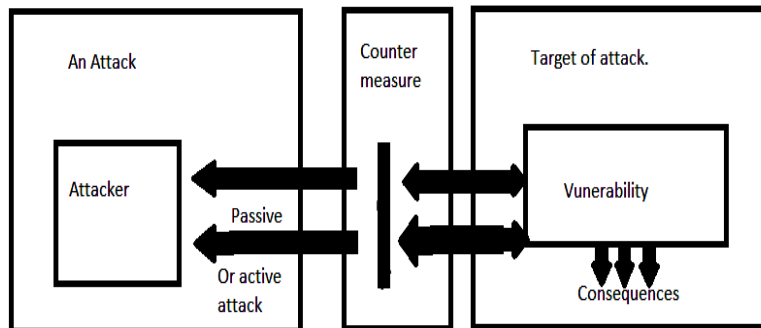 An Attack
Attacker
Passive
Or active
attack
Counter
measure
Target of attack.
Vunerability
Consequences